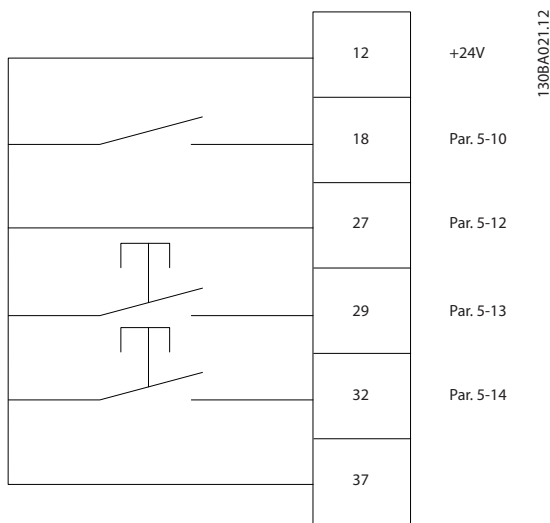 130BA021.12
12 +24V
18 Par. 5-10
27 Par. 5-12
29 Par. 5-13
32 Par. 5-14
37